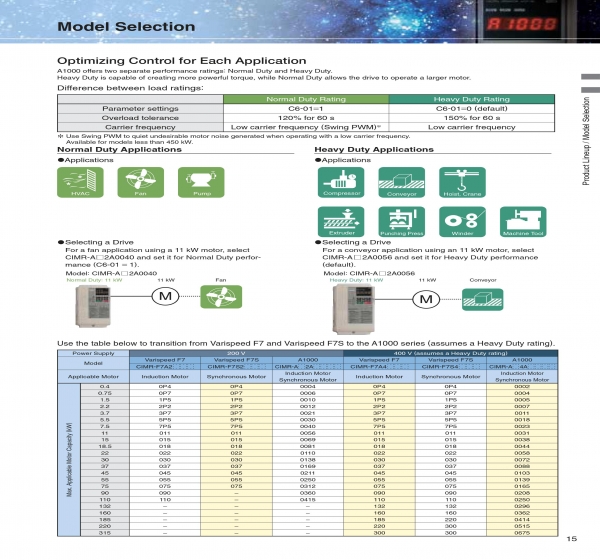 Model Selection
A1000
Optimizing Control for Each Application
A1000 offers two separate performance ratings: Normal Duty and Heavy Duty.
Heavy Duty is capable of creating more powerful torque, while Normal Duty allows the drive to operate a larger motor.
Difference between load ratings:
Normal Duty Rating Heavy Duty Rating
Parameter settings C6-01=1 C6-01=0 (default)
Overload tolerance 120% for 60 s 150% for 60 s
Carrier frequency Low carrier frequency (Swing PWM)* Low carrier frequency
※ Use Swing PWM to quiet undesirable motor noise generated when operating with a low carrier frequency.
Available for models less than 450 kW.
Normal Duty Applications
●Applications
HVAC Fan Pump
●Selecting a Drive
For a fan application using a 11 kW motor, select
CIMR-A□2A0040 and set it for Normal Duty perfor-
mance (C6-01 = 1).
Model: CIMR-A□2A0040
Normal Duty: 11 kW 11 kW Fan
M
Heavy Duty Applications
●Applications
Compressor Conveyor Hoist, Crane
Extruder Punching Press Winder Machine Tool
●Selecting a Drive
For a conveyor application using an 11 kW motor, select
CIMR-A□2A0056 and set it for Heavy Duty performance
(default).
Model: CIMR-A□2A0056
Heavy Duty: 11 kW 11 kW Conveyor
M
Product Lineup / Model Selection
Use the table below to transition from Varispeed F7 and Varispeed F7S to the A1000 series (assumes a Heavy Duty rating).
Power Supply 200 V 400 V (assumes a Heavy Duty rating)
Model Varispeed F7 Varispeed F7S A1000 Varispeed F7 Varispeed F7S A1000
CIMR-F7A2 CIMR-F7S2 CIMR-A 2A CIMR-F7A4 CIMR-F7S4 CIMR-A 4A
Applicable Motor Induction Motor Synchronous Motor Induction Motor Synchronous Motor Induction Motor Synchronous Motor Induction Motor Synchronous Motor
Max. Applicable Motor Capacity (kW)
0.4 0P4 0P4 0004 0P4 0P4 0002
0.75 0P7 0P7 0006 0P7 0P7 0004
1.5 1P5 1P5 0010 1P5 1P5 0005
2.2 2P2 2P2 0012 2P2 2P2 0007
3.7 3P7 3P7 0021 3P7 3P7 0011
5.5 5P5 5P5 0030 5P5 5P5 0018
7.5 7P5 7P5 0040 7P5 7P5 0023
11 011 011 0056 011 011 0031
15 015 015 0069 015 015 0038
18.5 018 018 0081 018 018 0044
22 022 022 0110 022 022 0058
30 030 030 0138 030 030 0072
37 037 037 0169 037 037 0088
45 045 045 0211 045 045 0103
55 055 055 0250 055 055 0139
75 075 075 0312 075 075 0165
90 090 – 0360 090 090 0208
110 110 – 0415 110 110 0250
132 – – – 132 132 0296
160 – – – 160 160 0362
185 – – – 185 220 0414
220 – – – 220 300 0515
315 – – – 300 300 0675
15